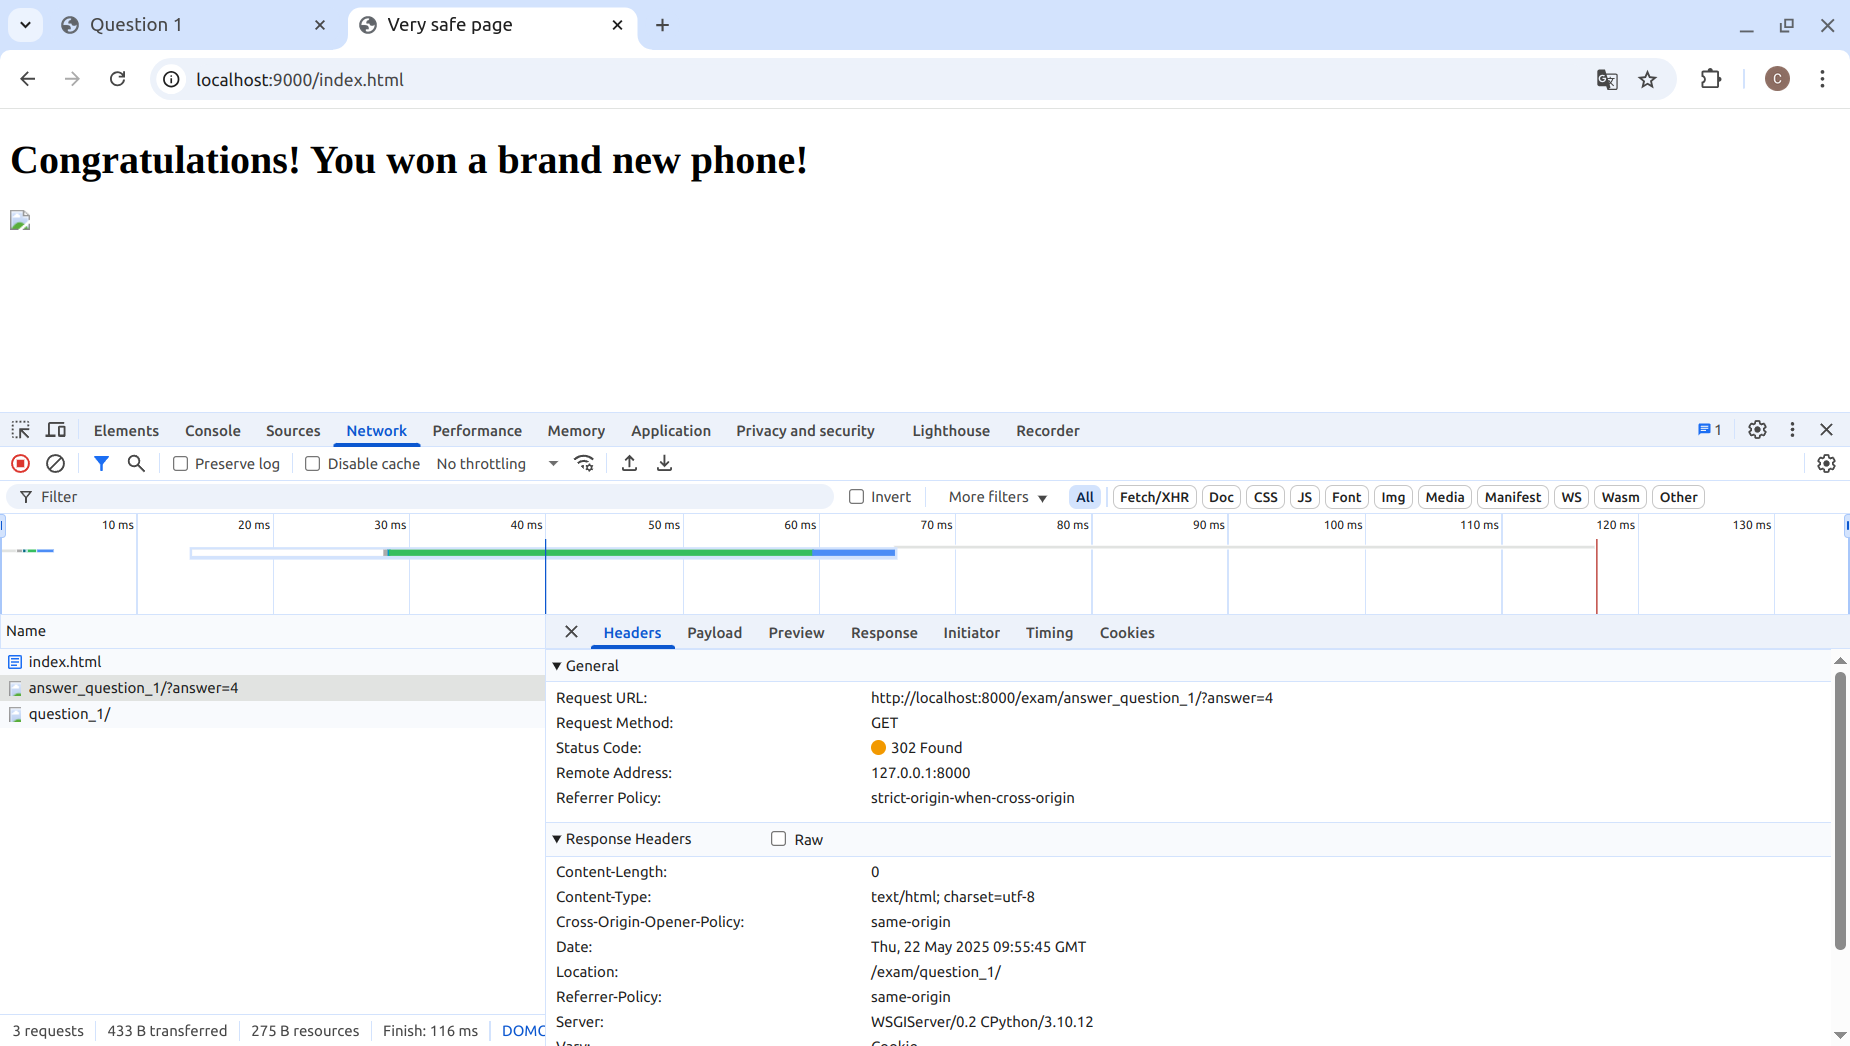 Question 1
Very safe page
localhost:9000/index.html
C
Congratulations! You won a brand new phone!
Elements Console Sources Network Performance Memory Application Privacy and security Lighthouse Recorder 1
Preserve log Disable cache No throttling
Filter Invert More filters All Fetch/XHR Doc CSS JS Font Img Media Manifest WS Wasm Other
10 ms 20 ms 30 ms 40 ms 50 ms 60 ms 70 ms 80 ms 90 ms 100 ms 110 ms 120 ms 130 ms
Name
index.html
answer_question_1/?answer=4
question_1/
Headers Payload Preview Response Initiator Timing Cookies
General
Request URL: http://localhost:8000/exam/answer_question_1/?answer=4
Request Method: GET
Status Code: 302 Found
Remote Address: 127.0.0.1:8000
Referrer Policy: strict-origin-when-cross-origin
Response Headers Raw
Content-Length: 0
Content-Type: text/html; charset=utf-8
Cross-Origin-Opener-Policy: same-origin
Date: Thu, 22 May 2025 09:55:45 GMT
Location: /exam/question_1/
Referrer-Policy: same-origin
Server: WSGIServer/0.2 CPython/3.10.12
Vary: Cookie
3 requests 433 B transferred 275 B resources Finish: 116 ms DOMC